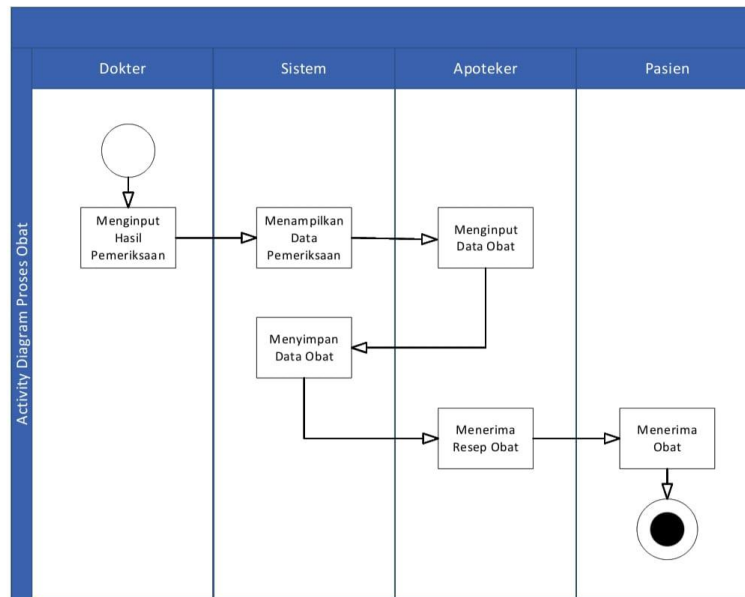 Dokter
Sistem
Apoteker
Pasien
Activity Diagram Proses Obat
Menginput
Hasil
Pemeriksaan
Menampilkan
Data
Pemeriksaan
Menginput
Data Obat
Menyimpan
Data Obat
Menerima
Resep Obat
Menerima
Obat